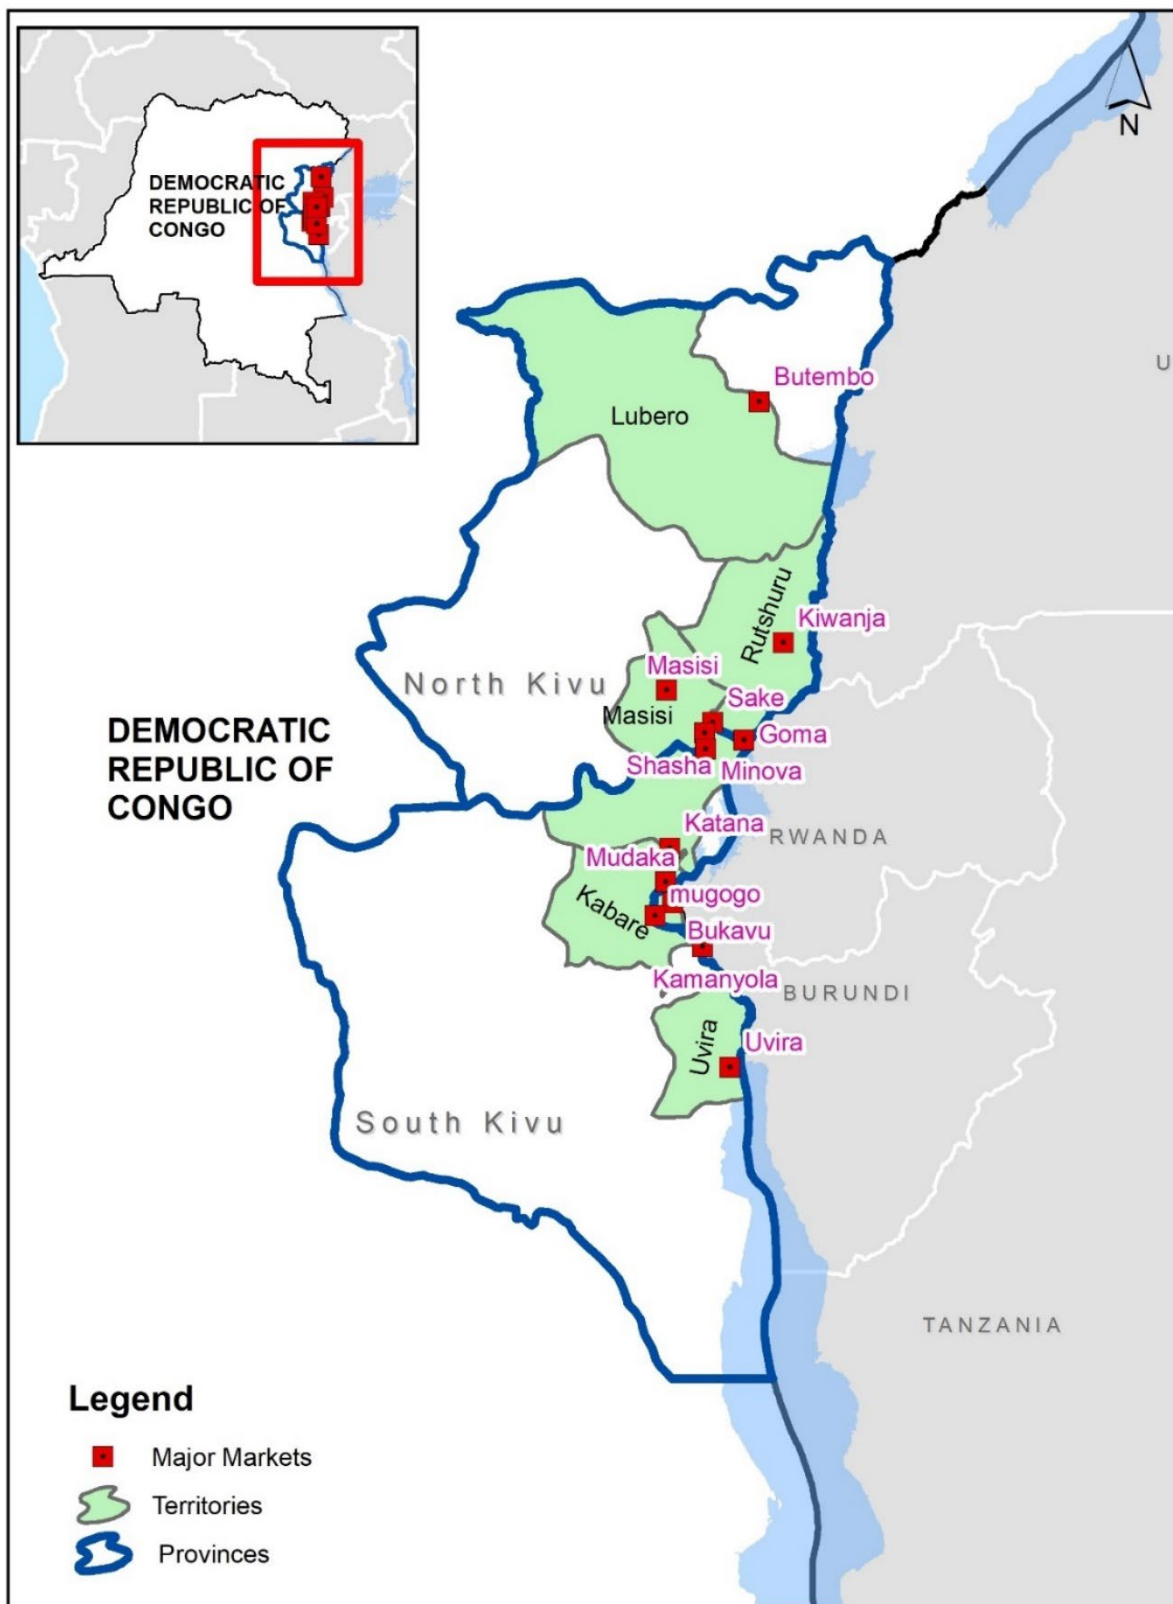 DEMOCRATIC
REPUBLIC OF
CONGO
N
U
Butembo
Lubero
Rutshuru
Kiwanja
Masisi
North Kivu
Sake
Masisi
Goma
DEMOCRATIC
REPUBLIC OF
CONGO
Shasha
Minova
Katana
RWANDA
Mudaka
mugogo
Kabare
Bukavu
Kamanyola
BURUNDI
Uvira
Uvira
South Kivu
TANZANIA
Legend
Major Markets
Territories
Provinces